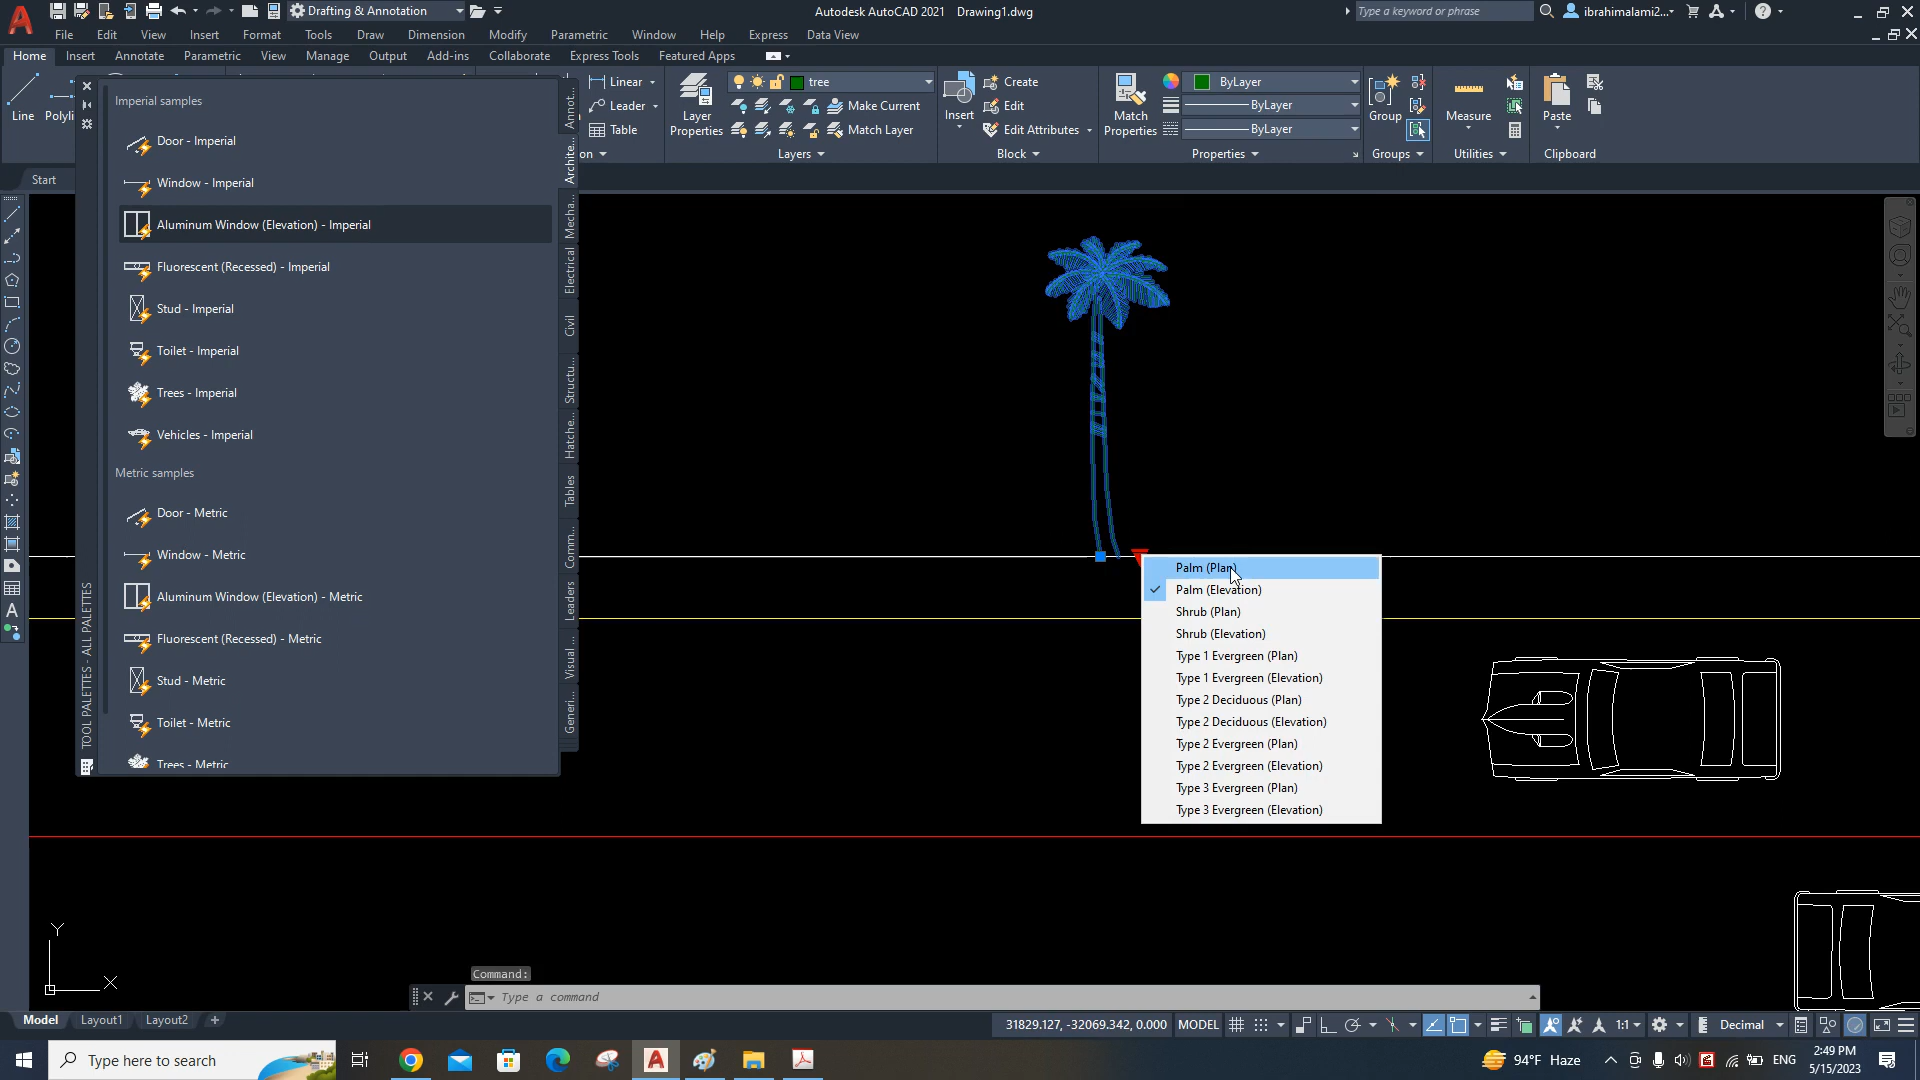 Drafting & Annotation
Autodesk AutoCAD 2021 Drawing1.dwg
Type a keyword or phrase
ibrahimalami2...
File Edit View Insert Format Tools Draw Dimension Modify Parametric Window Help Express Data View
Home Insert Annotate Parametric View Manage Output Add-ins Collaborate Express Tools Featured Apps
Line
Linear
Leader
Table
Layer
Properties
tree
Make Current
Match Layer
Layers
Insert
Create
Edit
Edit Attributes
Block
Match
Properties
ByLayer
ByLayer
ByLayer
Properties
Group
Groups
Measure
Utilities
Paste
Clipboard
Start
Imperial samples
Door - Imperial
Window - Imperial
Aluminum Window (Elevation) - Imperial
Fluorescent (Recessed) - Imperial
Stud - Imperial
Toilet - Imperial
Trees - Imperial
Vehicles - Imperial
Metric samples
Door - Metric
Window - Metric
Aluminum Window (Elevation) - Metric
Fluorescent (Recessed) - Metric
Stud - Metric
Toilet - Metric
Trees - Metric
TOOL PALETTES - ALL PALETTES
Annot...
Archite...
Mecha...
Electrical
Civil
Structu...
Hatche...
Tables
Comm...
Leaders
Visual ...
Generi...
Palm (Plan)
Palm (Elevation)
Shrub (Plan)
Shrub (Elevation)
Type 1 Evergreen (Plan)
Type 1 Evergreen (Elevation)
Type 2 Deciduous (Plan)
Type 2 Deciduous (Elevation)
Type 2 Evergreen (Plan)
Type 2 Evergreen (Elevation)
Type 3 Evergreen (Plan)
Type 3 Evergreen (Elevation)
Y
X
Command:
Type a command
Model Layout1 Layout2 +
31829.127, -32069.342, 0.000 MODEL
1:1
Decimal
Type here to search
94°F Haze
ENG
2:49 PM
5/15/2023